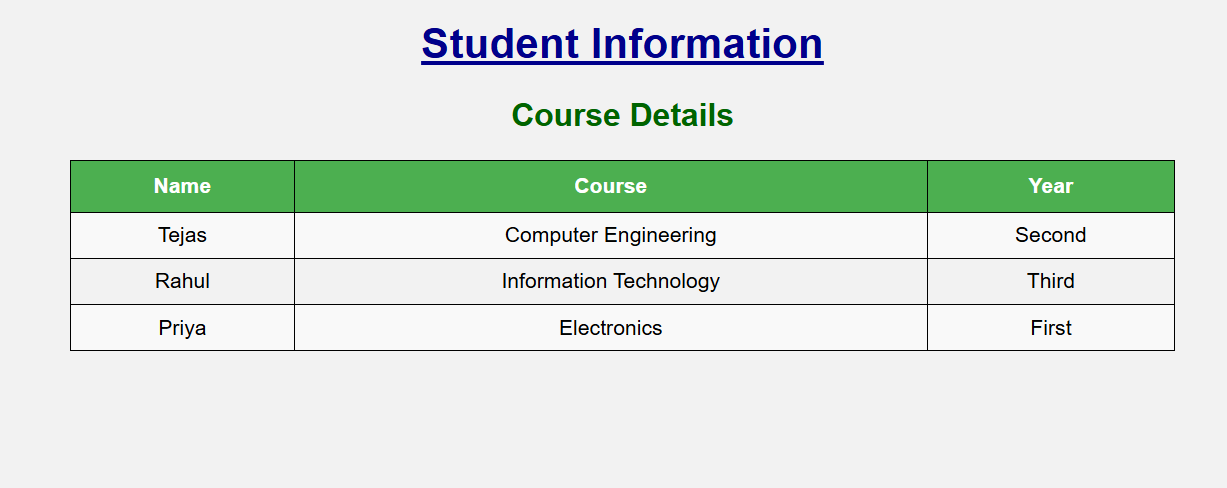 Student Information
Course Details
Name Course Year
Tejas Computer Engineering Second
Rahul Information Technology Third
Priya Electronics First